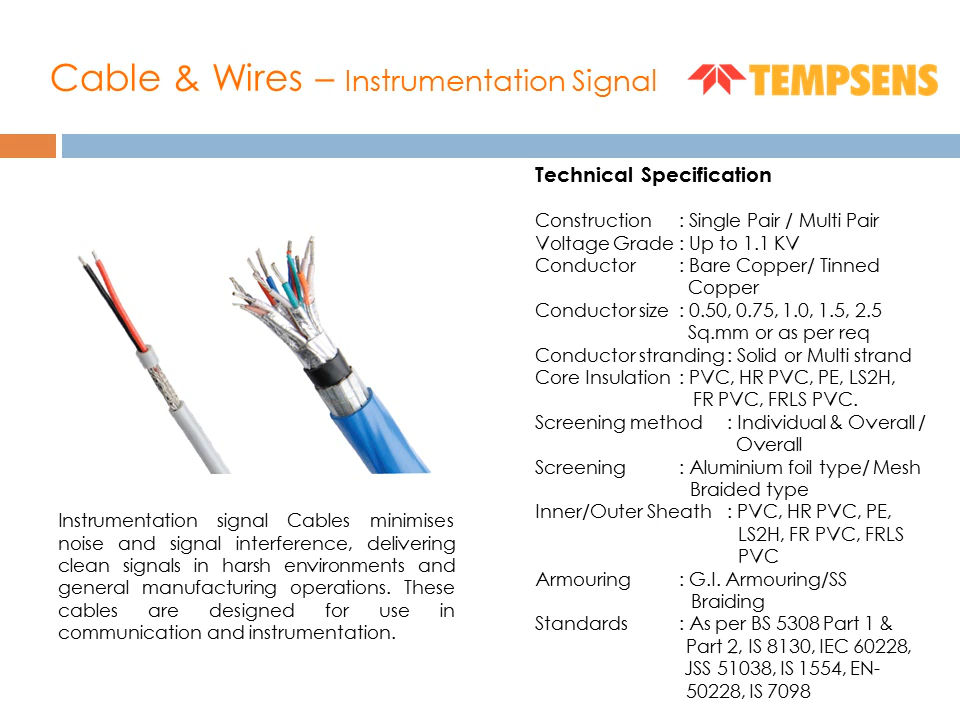 Cable & Wires – Instrumentation Signal
TEMPSENS
Technical Specification
Construction : Single Pair / Multi Pair
Voltage Grade : Up to 1.1 KV
Conductor : Bare Copper/ Tinned
Copper
Conductor size : 0.50, 0.75, 1.0, 1.5, 2.5
Sq.mm or as per req
Conductor stranding : Solid or Multi strand
Core Insulation : PVC, HR PVC, PE, LS2H,
FR PVC, FRLS PVC.
Screening method : Individual & Overall /
Overall
Screening : Aluminium foil type/ Mesh
Braided type
Inner/Outer Sheath : PVC, HR PVC, PE,
LS2H, FR PVC, FRLS
PVC
Armouring : G.I. Armouring/SS
Braiding
Standards : As per BS 5308 Part 1 &
Part 2, IS 8130, IEC 60228,
JSS 51038, IS 1554, EN-
50228, IS 7098
Instrumentation signal Cables minimises
noise and signal interference, delivering
clean signals in harsh environments and
general manufacturing operations. These
cables are designed for use in
communication and instrumentation.